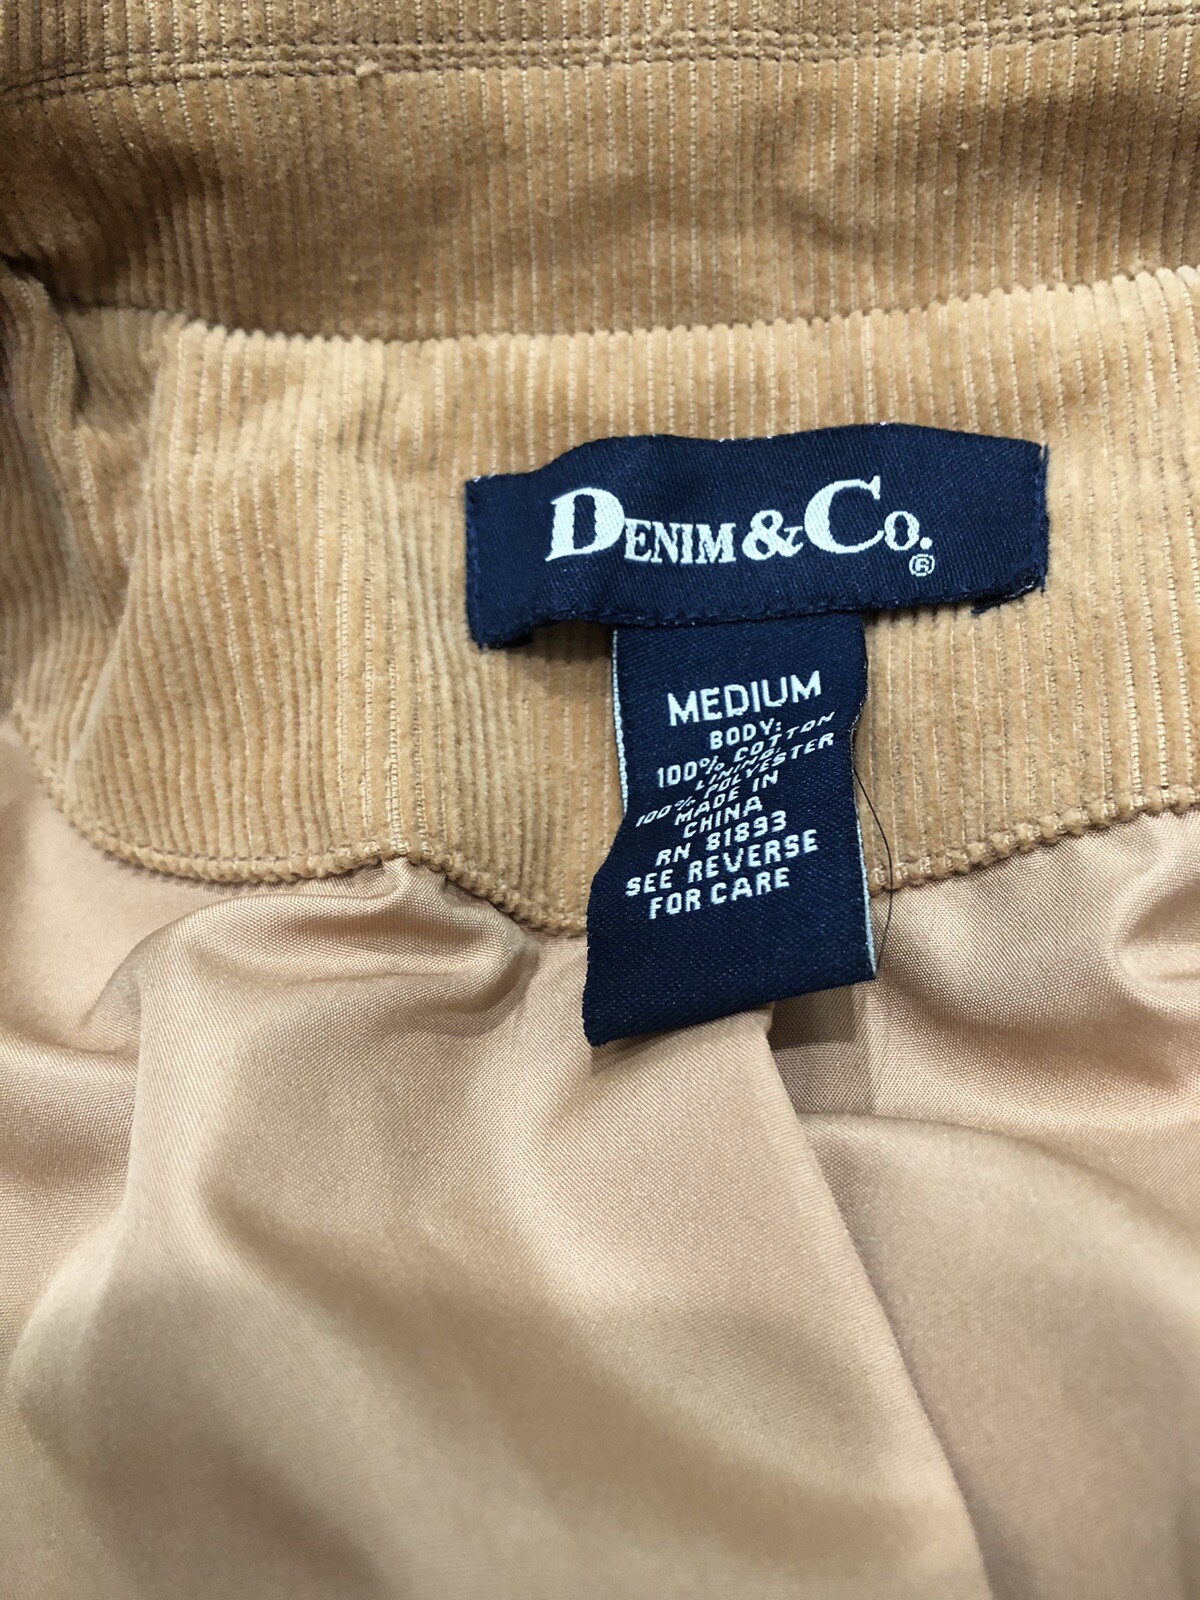 DENIM & CO.®
MEDIUM
BODY:
100% COTTON
LINING:
100% POLYESTER
MADE IN
CHINA
RN 81893
SEE REVERSE
FOR CARE